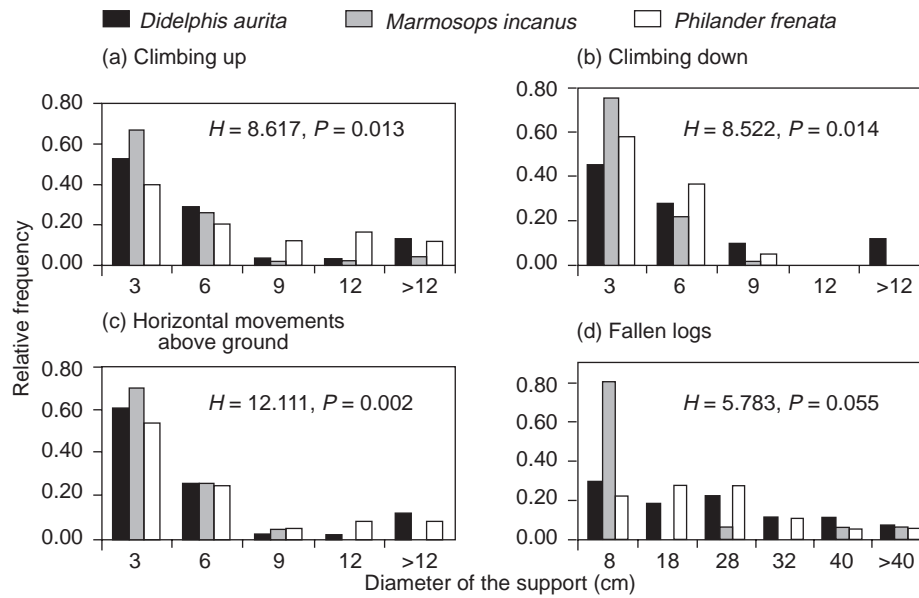 Didelphis aurita Marmosops incanus Philander frenata
(a) Climbing up
0.80
0.60
0.40
0.20
0.00
H = 8.617, P = 0.013
3 6 9 12 >12
(b) Climbing down
0.80
0.60
0.40
0.20
0.00
H = 8.522, P = 0.014
3 6 9 12 >12
Relative frequency
(c) Horizontal movements
above ground
0.80
0.60
0.40
0.20
0.00
H = 12.111, P = 0.002
3 6 9 12 >12
(d) Fallen logs
0.80
0.60
0.40
0.20
0.00
H = 5.783, P = 0.055
8 18 28 32 40 >40
Diameter of the support (cm)